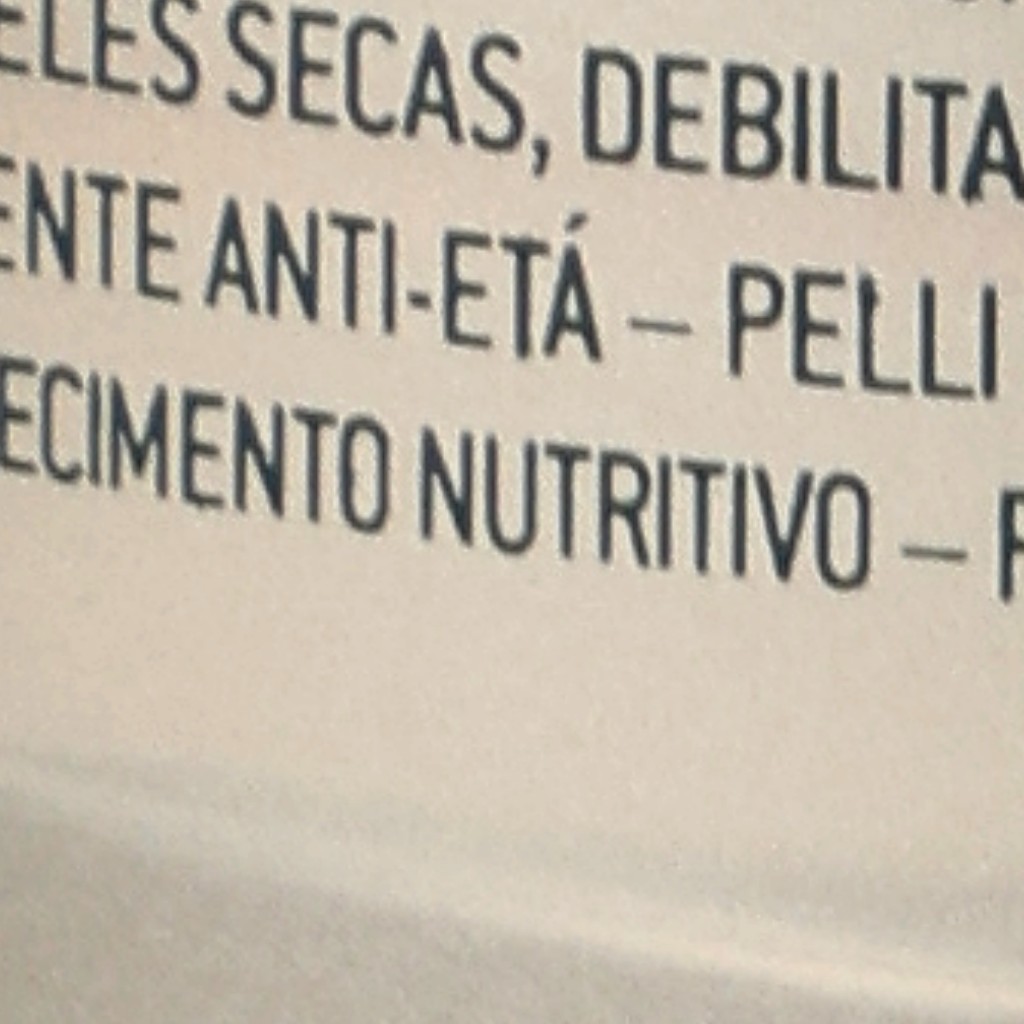 ELES SECAS, DEBILITA
ENTE ANTI-ETÁ – PELLI
ECIMENTO NUTRITIVO –